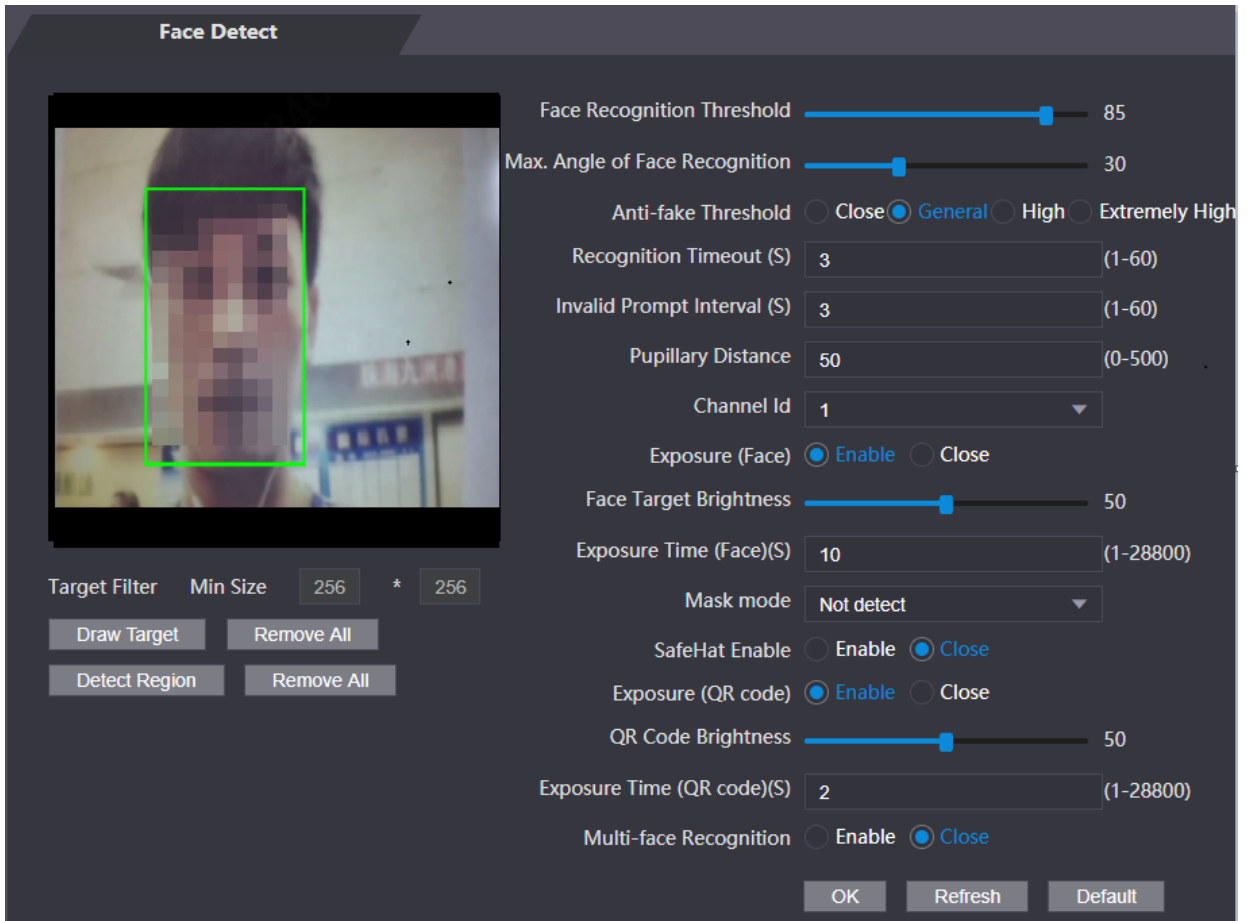 Face Detect
Face Recognition Threshold 85
Max. Angle of Face Recognition 30
Anti-fake Threshold Close General High Extremely High
Recognition Timeout (S) 3 (1-60)
Invalid Prompt Interval (S) 3 (1-60)
Pupillary Distance 50 (0-500)
Channel Id 1
Exposure (Face) Enable Close
Face Target Brightness 50
Exposure Time (Face)(S) 10 (1-28800)
Mask mode Not detect
SafeHat Enable Enable Close
Exposure (QR code) Enable Close
QR Code Brightness 50
Exposure Time (QR code)(S) 2 (1-28800)
Multi-face Recognition Enable Close
OK Refresh Default
Target Filter Min Size 256 * 256
Draw Target Remove All
Detect Region Remove All